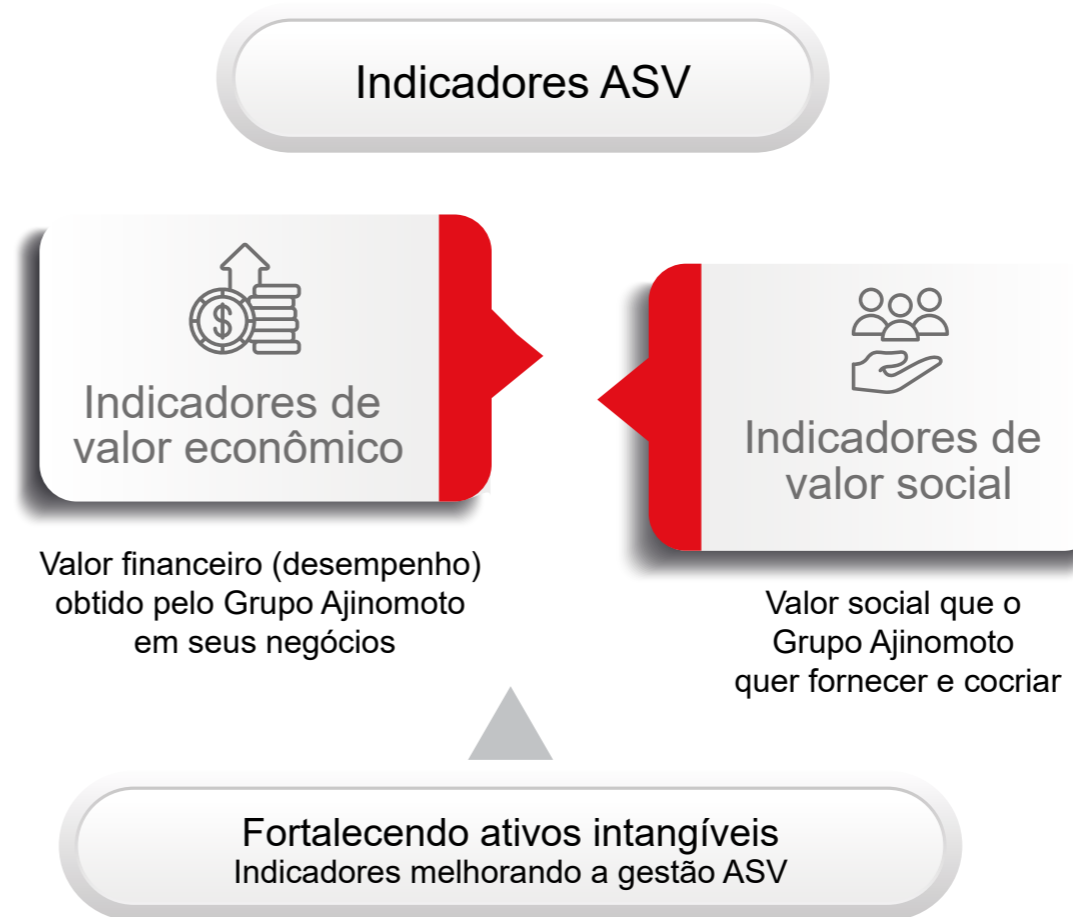 Indicadores ASV
$
Indicadores de
valor econômico
Valor financeiro (desempenho)
obtido pelo Grupo Ajinomoto
em seus negócios
Indicadores de
valor social
Valor social que o
Grupo Ajinomoto
quer fornecer e cocriar
Fortalecendo ativos intangíveis
Indicadores melhorando a gestão ASV